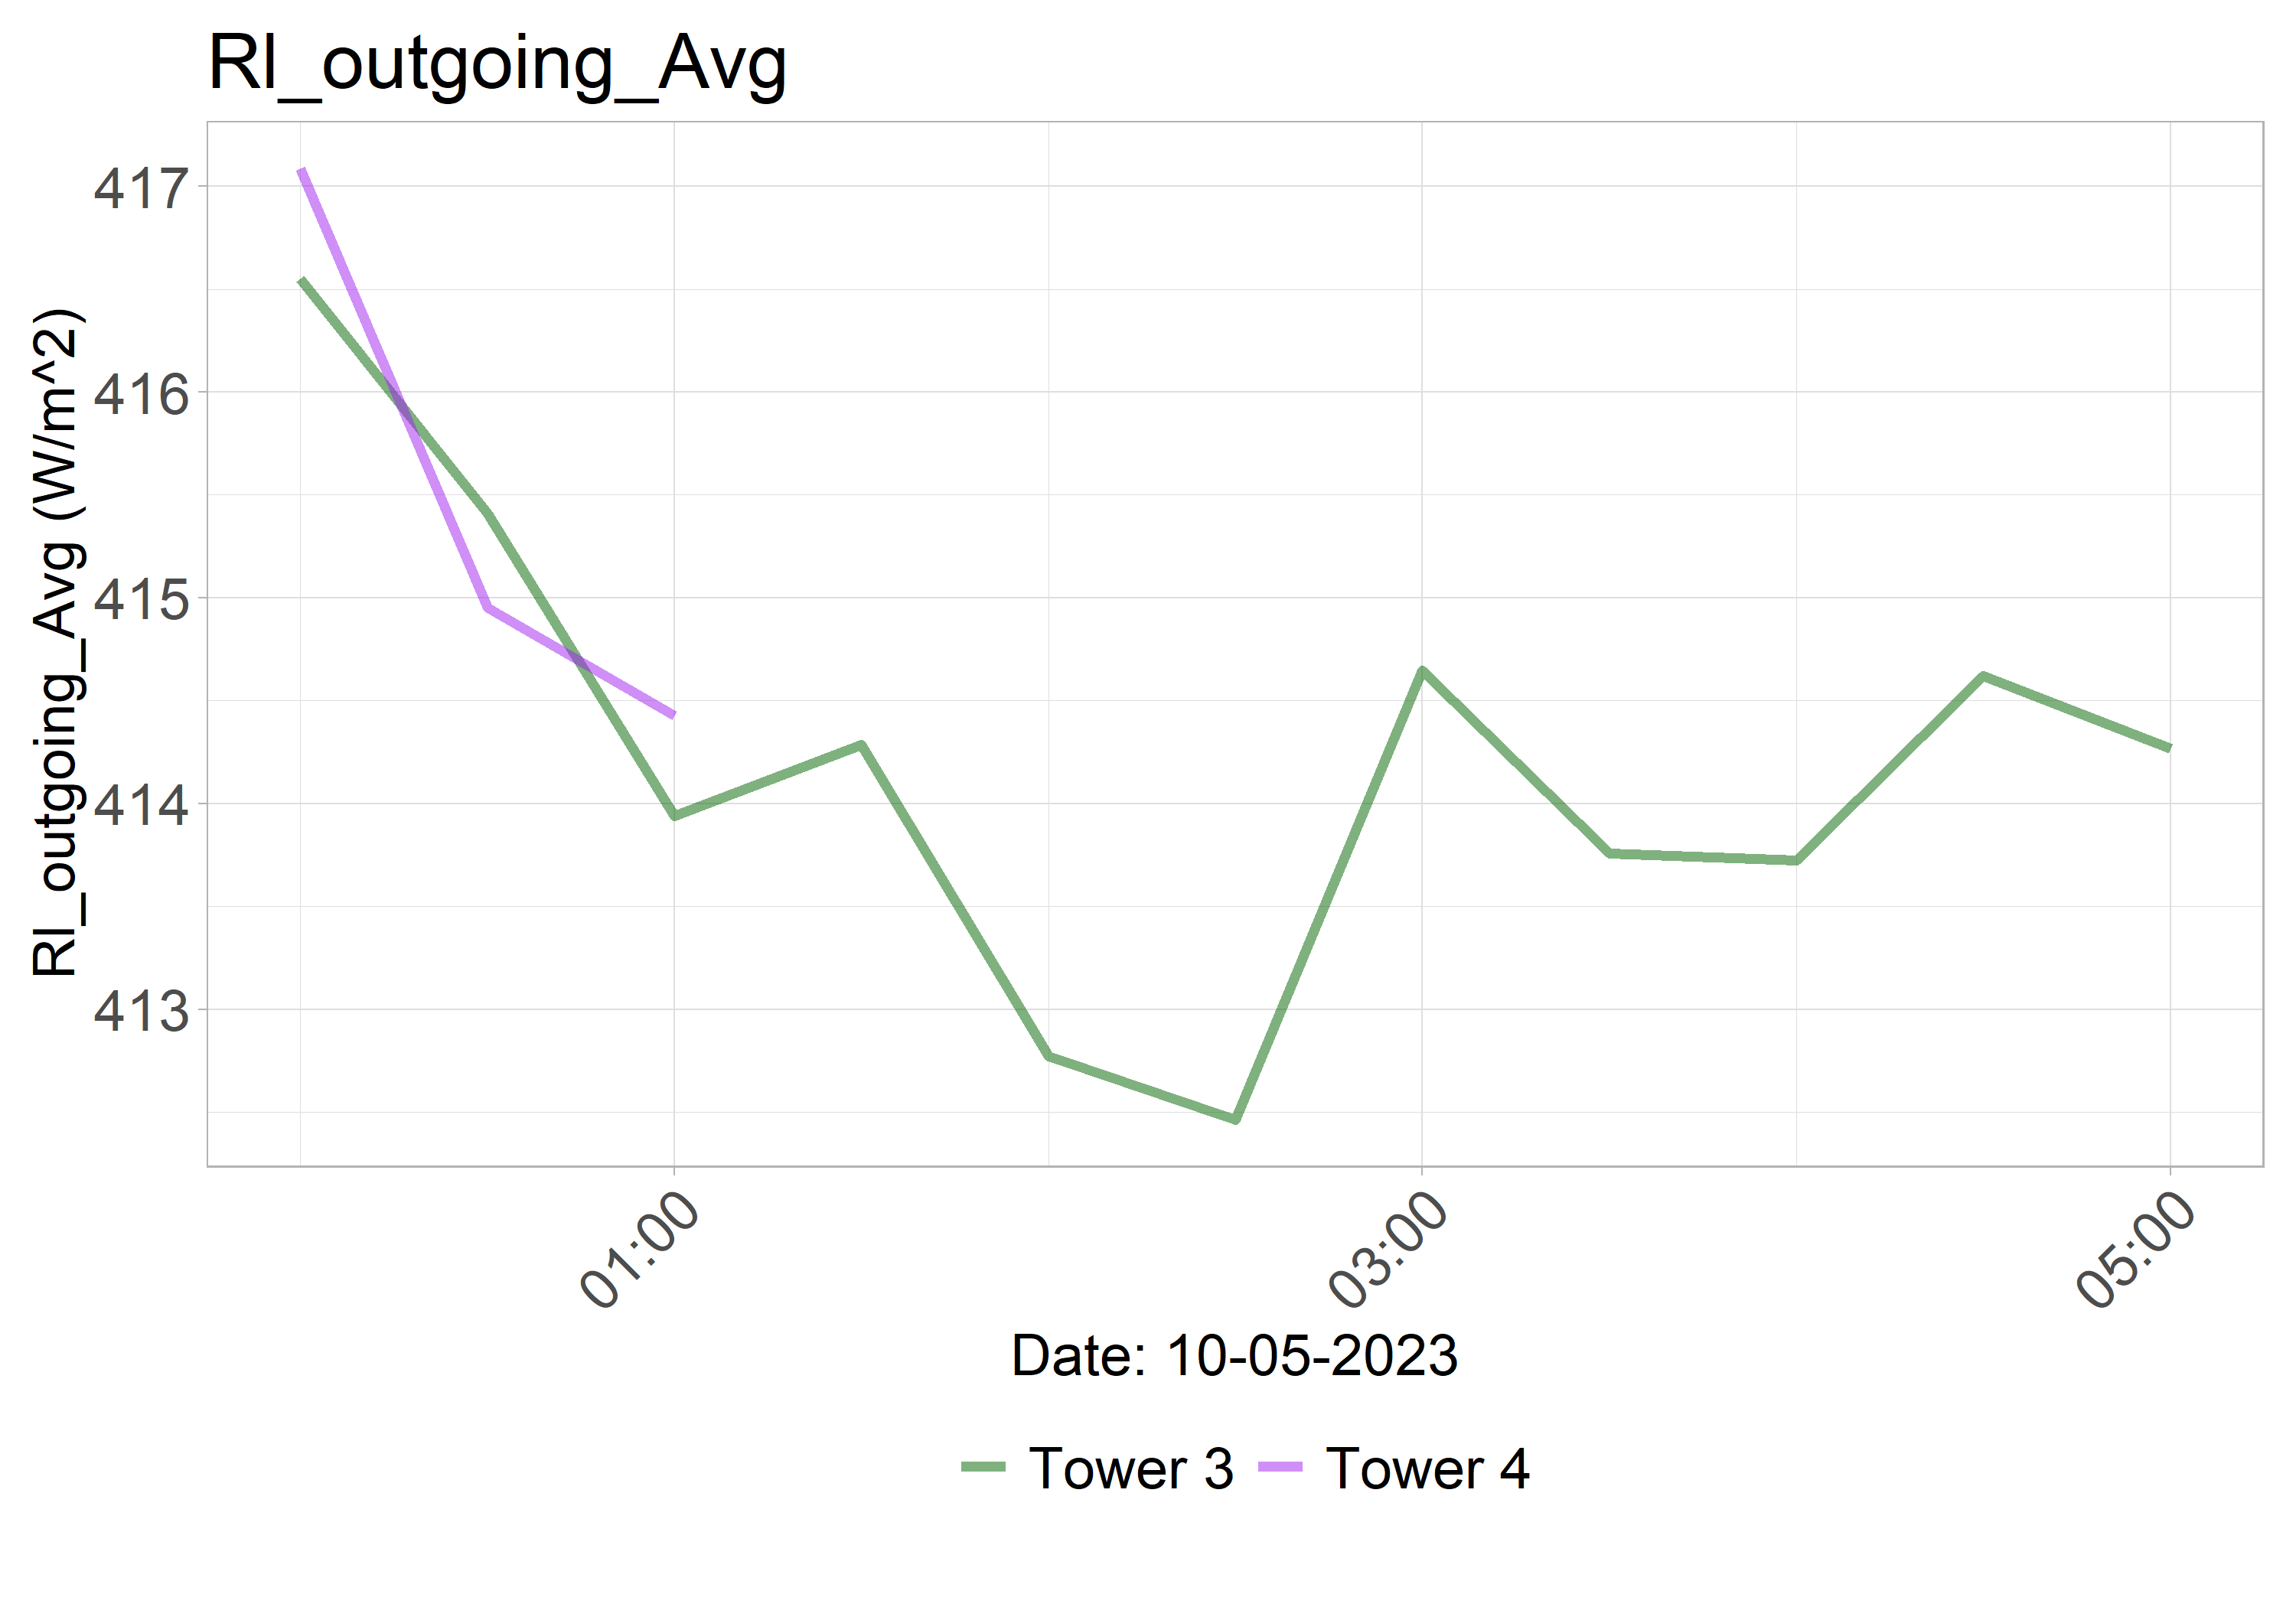 Rl_outgoing_Avg
Rl_outgoing_Avg (W/m^2)
417
416
415
414
413
01:00
03:00
05:00
Date: 10-05-2023
Tower 3
Tower 4